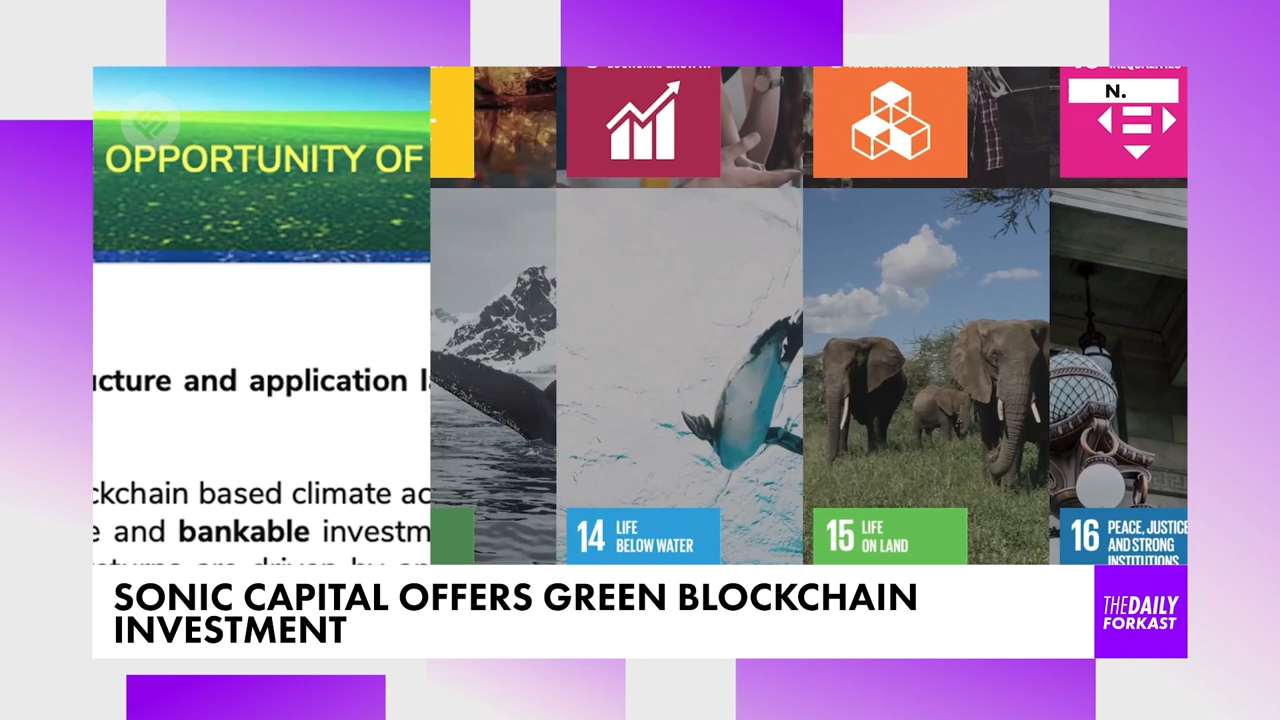 OPPORTUNITY OF
N.
ucture and application l
ckchain based climate ac
e and bankable investm
14 LIFE
BELOW WATER
15 LIFE
ON LAND
16 PEACE, JUSTICE
AND STRONG
INSTITUTIONS
SONIC CAPITAL OFFERS GREEN BLOCKCHAIN
INVESTMENT
THE DAILY
FORKAST